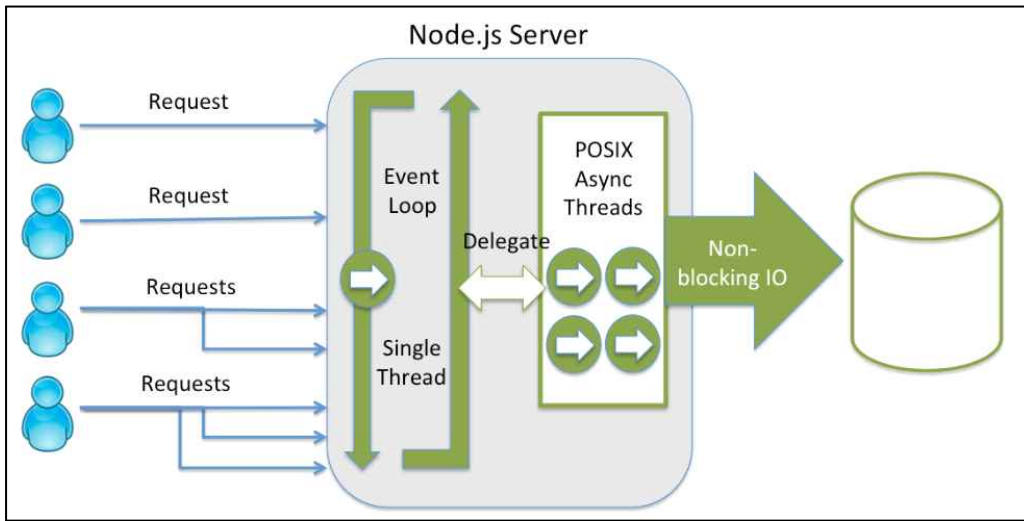 Node.js Server
Request
Request
Requests
Requests
Event
Loop
Single
Thread
Delegate
POSIX
Async
Threads
Non-
blocking IO